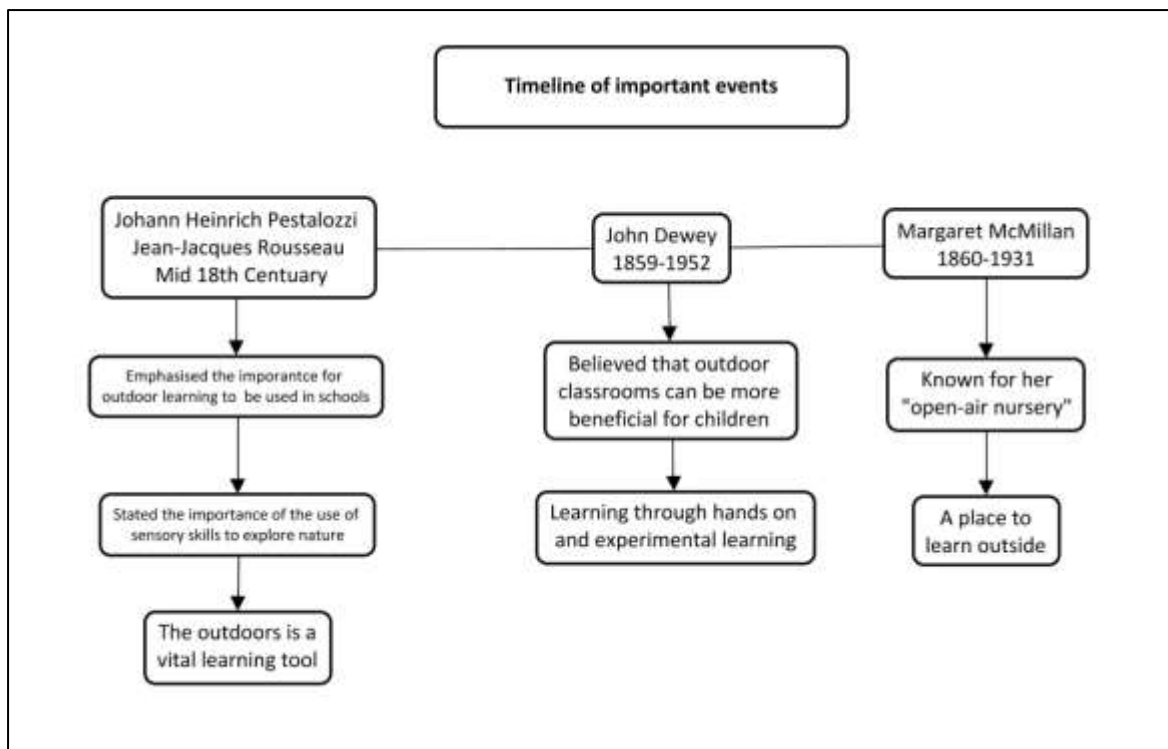 Timeline of important events
Johann Heinrich Pestalozzi
Jean-Jacques Rousseau
Mid 18th Centuary
Emphasised the imporantce for
outdoor learning to be used in schools
Stated the importance of the use of
sensory skills to explore nature
The outdoors is a
vital learning tool
John Dewey
1859-1952
Believed that outdoor
classrooms can be more
beneficial for children
Learning through hands on
and experimental learning
Margaret McMillan
1860-1931
Known for her
"open-air nursery"
A place to
learn outside